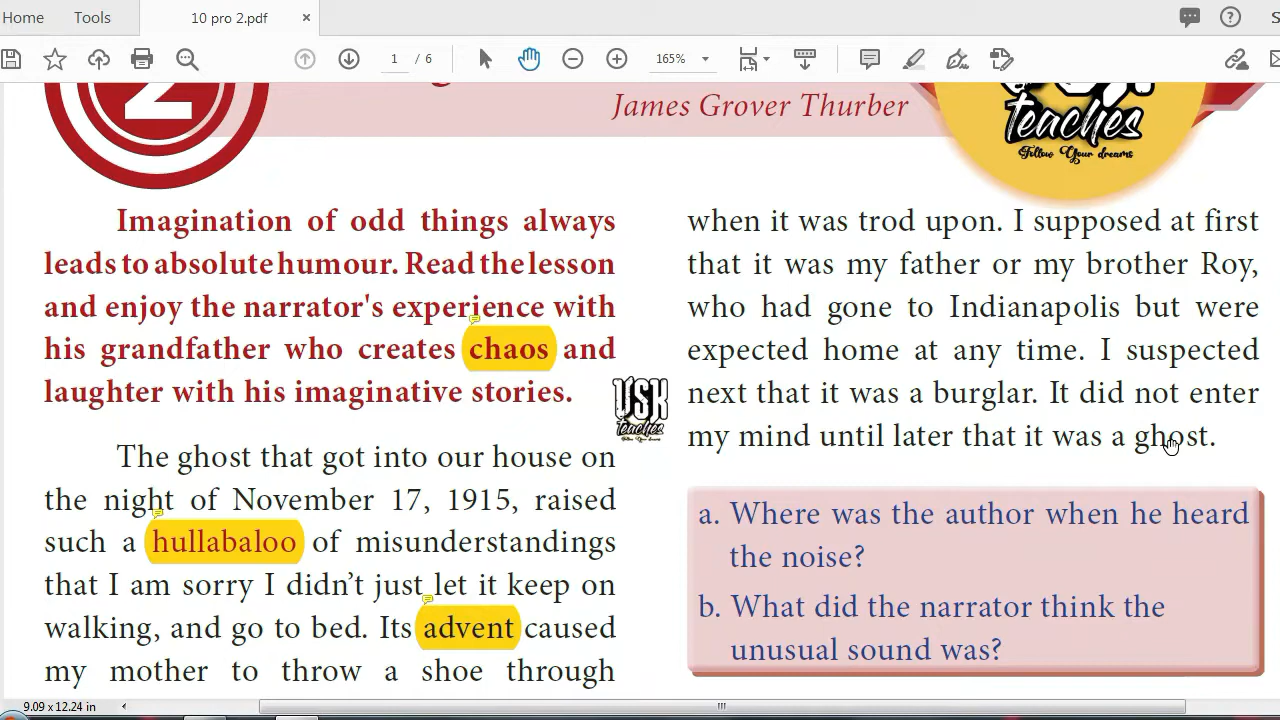 Home
Tools
10 pro 2.pdf
×
1 / 6
165%
2
James Grover Thurber
teaches
Follow Your dreams
Imagination of odd things always
leads to absolute humour. Read the lesson
and enjoy the narrator's experience with
his grandfather who creates chaos and
laughter with his imaginative stories.
The ghost that got into our house on
the night of November 17, 1915, raised
such a hullabaloo of misunderstandings
that I am sorry I didn’t just let it keep on
walking, and go to bed. Its advent caused
my mother to throw a shoe through
VSK
teaches
Follow Your dreams
when it was trod upon. I supposed at first
that it was my father or my brother Roy,
who had gone to Indianapolis but were
expected home at any time. I suspected
next that it was a burglar. It did not enter
my mind until later that it was a ghost.
a. Where was the author when he heard
the noise?
b. What did the narrator think the
unusual sound was?
9.09 x 12.24 in